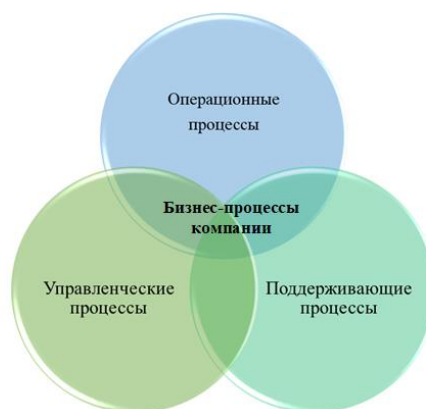 Операционные
процессы
Бизнес-процессы
компании
Управленческие
процессы
Поддерживающие
процессы